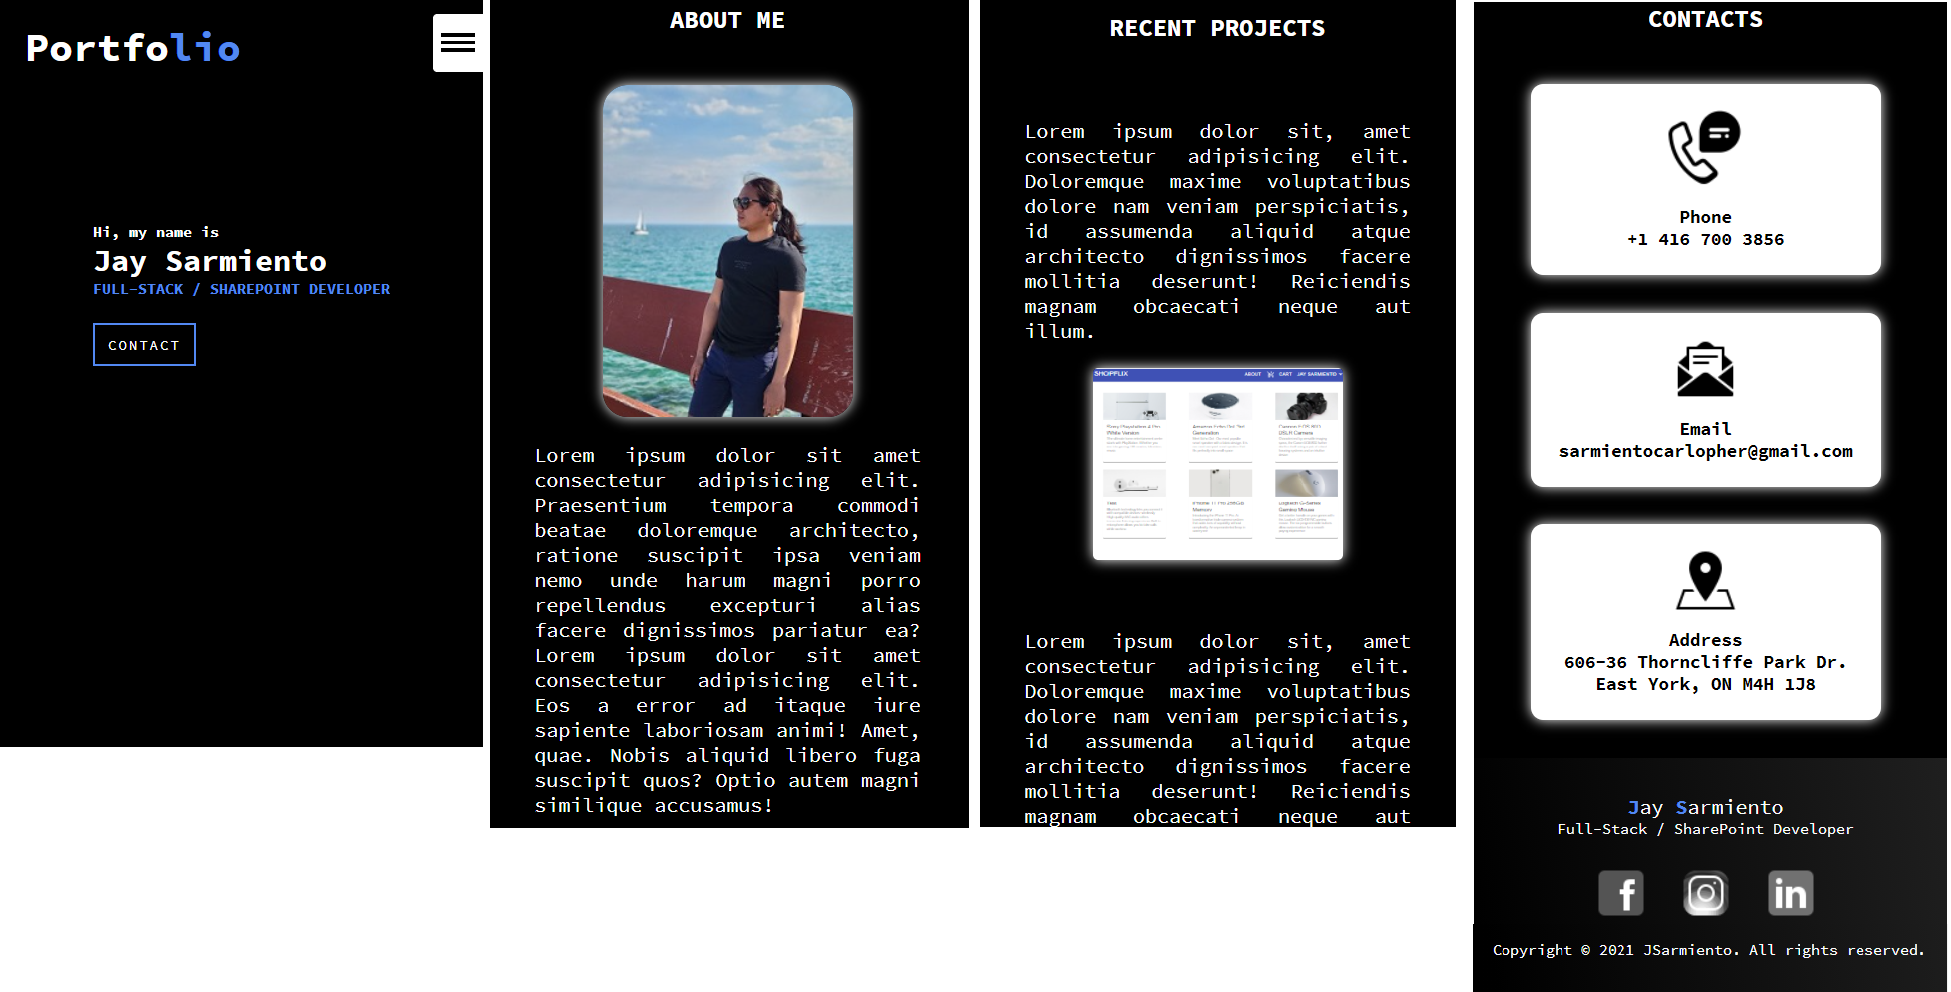 Portfolio
Hi, my name is
Jay Sarmiento
FULL-STACK / SHAREPOINT DEVELOPER
CONTACT
ABOUT ME
Lorem ipsum dolor sit amet
consectetur adipisicing elit.
Praesentium tempora commodi
beatae doloremque architecto,
ratione suscipit ipsa veniam
nemo unde harum magni porro
repellendus excepturi alias
facere dignissimos pariatur ea?
Lorem ipsum dolor sit amet
consectetur adipisicing elit.
Eos a error ad itaque iure
sapiente laboriosam animi! Amet,
quae. Nobis aliquid libero fuga
suscipit quos? Optio autem magni
similique accusamus!
RECENT PROJECTS
Lorem ipsum dolor sit, amet
consectetur adipisicing elit.
Doloremque maxime voluptatibus
dolore nam veniam perspiciatis,
id assumenda aliquid atque
architecto dignissimos facere
mollitia deserunt! Reiciendis
magnam obcaecati neque aut
illum.
SHOPFLIX
ABOUT CART JAY SARMIENTO
Lorem ipsum dolor sit, amet
consectetur adipisicing elit.
Doloremque maxime voluptatibus
dolore nam veniam perspiciatis,
id assumenda aliquid atque
architecto dignissimos facere
mollitia deserunt! Reiciendis
magnam obcaecati neque aut
CONTACTS
Phone
+1 416 700 3856
Email
sarmientocarlopher@gmail.com
Address
606-36 Thorncliffe Park Dr.
East York, ON M4H 1J8
Jay Sarmiento
Full-Stack / SharePoint Developer
Copyright © 2021 JSarmiento. All rights reserved.